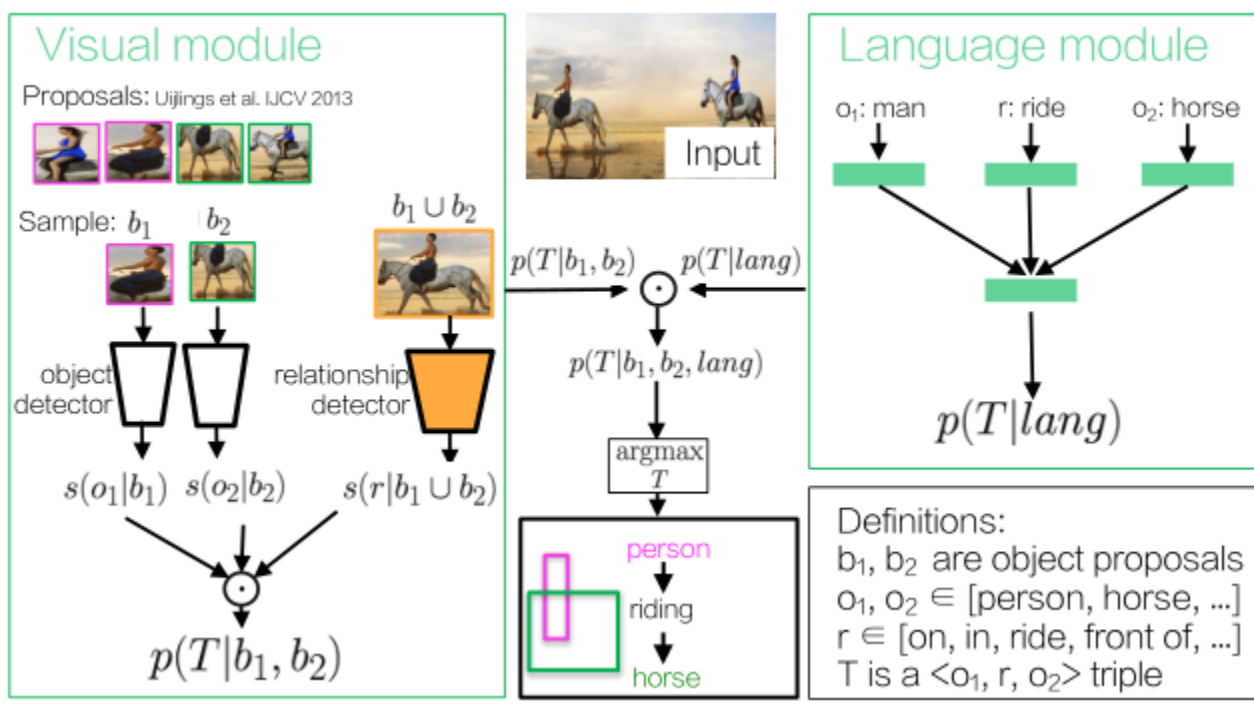 Visual module
Proposals: Uijlings et al. IJCV 2013
Sample: b₁ b₂
b₁ ∪ b₂
object
detector
relationship
detector
s(o₁|b₁) s(o₂|b₂) s(r|b₁ ∪ b₂)
p(T|b₁, b₂)
Input
p(T|b₁, b₂) p(T|lang)
p(T|b₁, b₂, lang)
argmax
T
person
riding
horse
Language module
o₁: man r: ride o₂: horse
p(T|lang)
Definitions:
b₁, b₂ are object proposals
o₁, o₂ ∈ [person, horse, ...]
r ∈ [on, in, ride, front of, ...]
T is a <o₁, r, o₂> triple